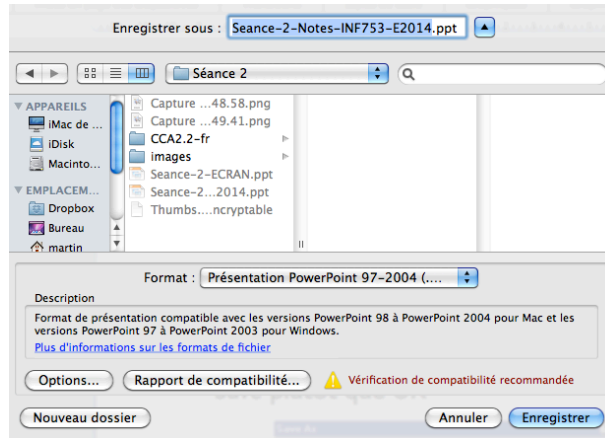 Enregistrer sous : Seance-2-Notes-INF753-E2014.ppt
Séance 2
APPAREILS
iMac de ...
iDisk
Macinto...
EMPLACEM...
Dropbox
Bureau
martin
Capture ...48.58.png
Capture ...49.41.png
CCA2.2-fr
images
Seance-2-ECRAN.ppt
Seance-2...2014.ppt
Thumbs....ncryptable
Format : Présentation PowerPoint 97-2004 (....
Description
Format de présentation compatible avec les versions PowerPoint 98 à PowerPoint 2004 pour Mac et les
versions PowerPoint 97 à PowerPoint 2003 pour Windows.
Plus d'informations sur les formats de fichier
Options... Rapport de compatibilité... Vérification de compatibilité recommandée
Nouveau dossier Annuler Enregistrer
Save As